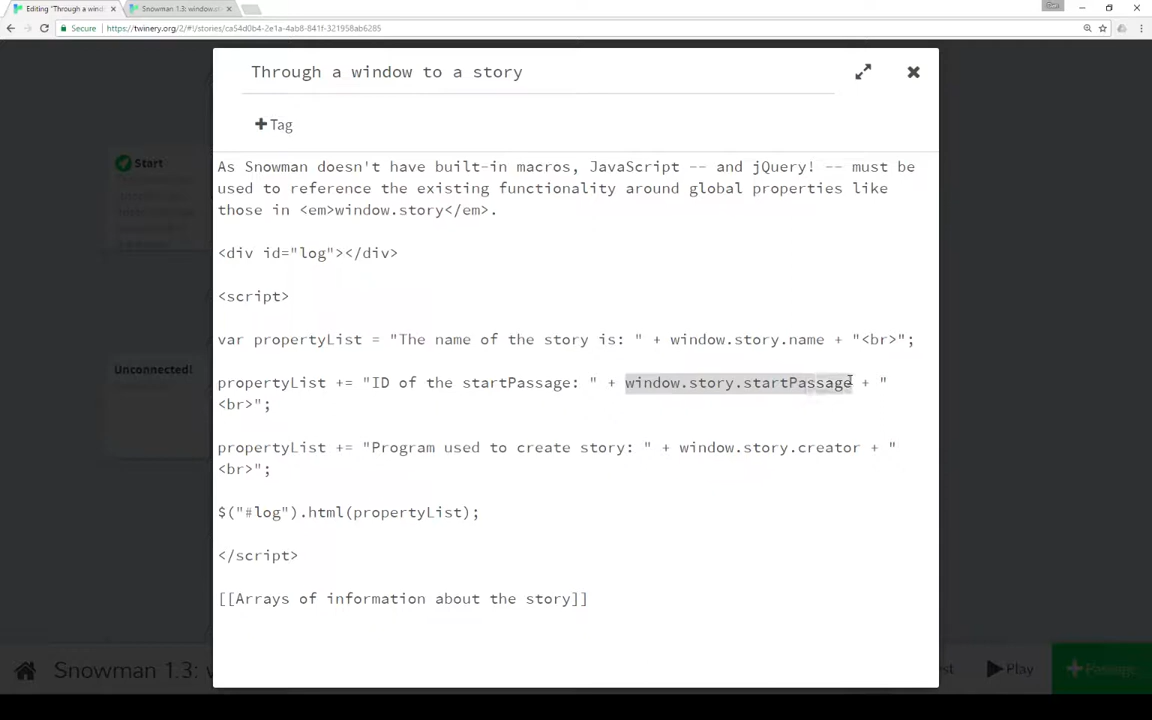 Editing "Through a wind
Snowman 1.3: window.st
Secure
https://twinery.org/2/#!/stories/ca54d0b4-2e1a-4ab8-841f-321958ab6285
Through a window to a story
+Tag
Start
Unconnected!
As Snowman doesn't have built-in macros, JavaScript -- and jQuery! -- must be
used to reference the existing functionality around global properties like
those in <em>window.story</em>.
<div id="log"></div>
<script>
var propertyList = "The name of the story is: " + window.story.name + "<br>";
propertyList += "ID of the startPassage: " + window.story.startPassage + "
<br>";
propertyList += "Program used to create story: " + window.story.creator + "
<br>";
$("#log").html(propertyList);
</script>
[[Arrays of information about the story]]
Snowman 1.3: w
Play
+Passage